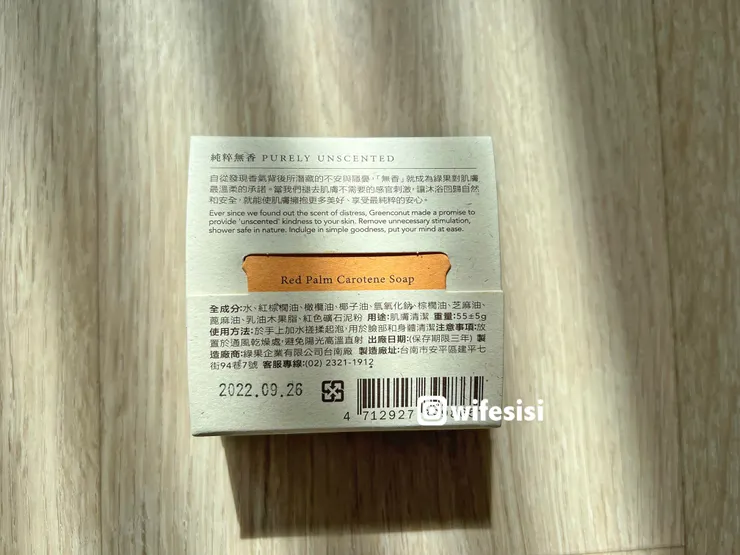 純粹無香 PURELY UNSCENTED
自從發現香氣背後所潛藏的不安與隱憂，「無香」就成為綠果對肌膚
最溫柔的承諾。當我們褪去肌膚不需要的感官刺激，讓沐浴回歸自然
和安全，就能使肌膚擁抱更多美好、享受最純粹的安心。
Ever since we found out the scent of distress, Greenconut made a promise to
provide 'unscented' kindness to your skin. Remove unnecessary stimulation,
shower safe in nature. Indulge in simple goodness, put your mind at ease.
Red Palm Carotene Soap
全成分:水、紅棕櫚油、橄欖油、椰子油、氫氧化鈉、棕櫚油、芝麻油、
蓖麻油、乳油木果脂、紅色礦石泥粉 用途:肌膚清潔 重量:55±5g
使用方法:於手上加水搓揉起泡，用於臉部和身體清潔 注意事項:放
置於通風乾燥處，避免陽光高溫直射 出廠日期:(保存期限三年) 製
造廠商:綠果企業有限公司台南廠 製造廠址:台南市安平區建平七
街94巷7號 客服專線:(02) 2321-1912
2022.09.26
4 712927
wifesisi